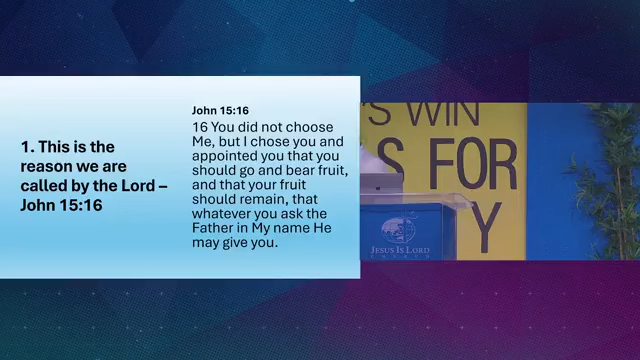 1. This is the
reason we are
called by the Lord –
John 15:16
John 15:16
16 You did not choose
Me, but I chose you and
appointed you that you
should go and bear fruit,
and that your fruit
should remain, that
whatever you ask the
Father in My name He
may give you.
'S WIN
S FOR
Y
JESUS IS LORD
CHURCH